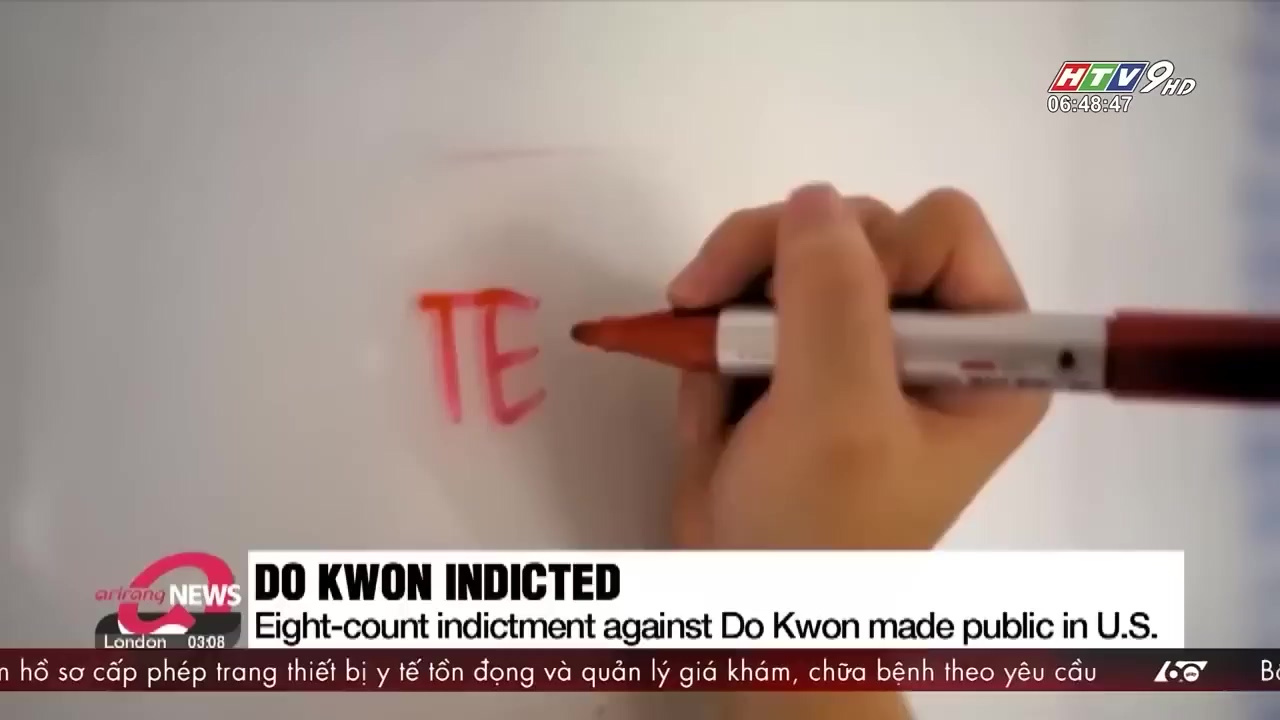 HTV9 HD
06:48:47
TE
arirang NEWS
London 03:08
DO KWON INDICTED
Eight-count indictment against Do Kwon made public in U.S.
hồ sơ cấp phép trang thiết bị y tế tồn đọng và quản lý giá khám, chữa bệnh theo yêu cầu